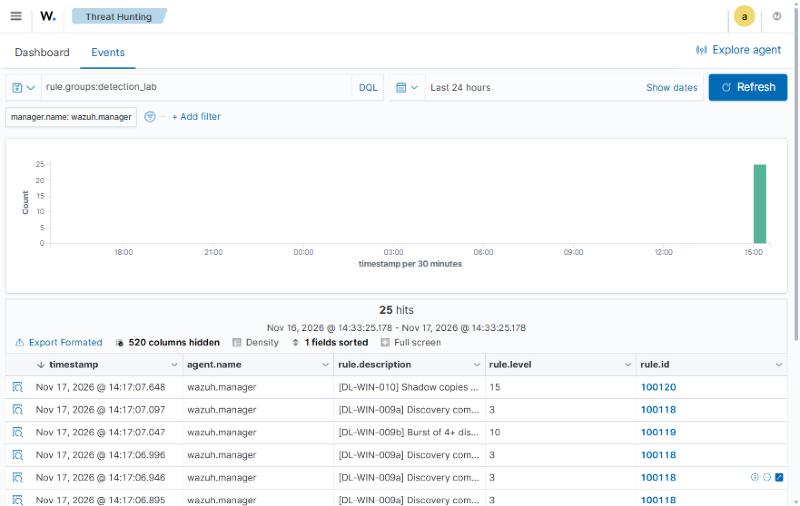 W. Threat Hunting a
Dashboard Events Explore agent
rule.groups:detection_lab DQL Last 24 hours Show dates Refresh
manager.name: wazuh.manager + Add filter
25
20
15
10
5
0
Count
18:00 21:00 00:00 03:00 06:00 09:00 12:00 15:00
timestamp per 30 minutes
25 hits
Nov 16, 2026 @ 14:33:25.178 - Nov 17, 2026 @ 14:33:25.178
Export Formated 520 columns hidden Density 1 fields sorted Full screen
timestamp agent.name rule.description rule.level rule.id
Nov 17, 2026 @ 14:17:07.648 wazuh.manager [DL-WIN-010] Shadow copies ... 15 100120
Nov 17, 2026 @ 14:17:07.097 wazuh.manager [DL-WIN-009a] Discovery com... 3 100118
Nov 17, 2026 @ 14:17:07.047 wazuh.manager [DL-WIN-009b] Burst of 4+ dis... 10 100119
Nov 17, 2026 @ 14:17:06.996 wazuh.manager [DL-WIN-009a] Discovery com... 3 100118
Nov 17, 2026 @ 14:17:06.946 wazuh.manager [DL-WIN-009a] Discovery com... 3 100118
Nov 17, 2026 @ 14:17:06.895 wazuh.manager [DL-WIN-009a] Discovery com... 3 100118